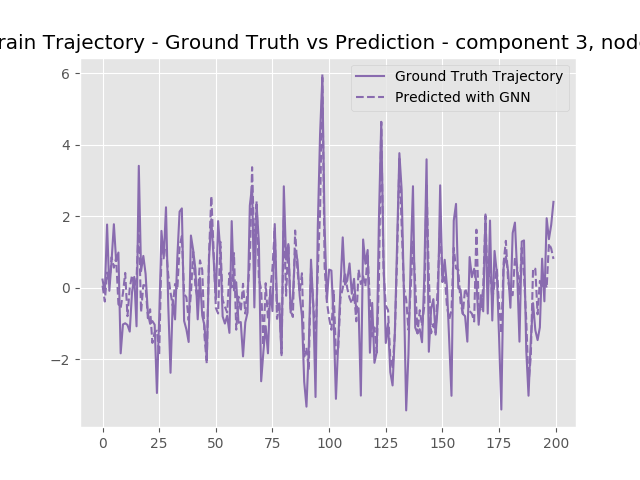 rain Trajectory - Ground Truth vs Prediction - component 3, nod
Ground Truth Trajectory
Predicted with GNN
6
4
2
0
−2
0 25 50 75 100 125 150 175 200